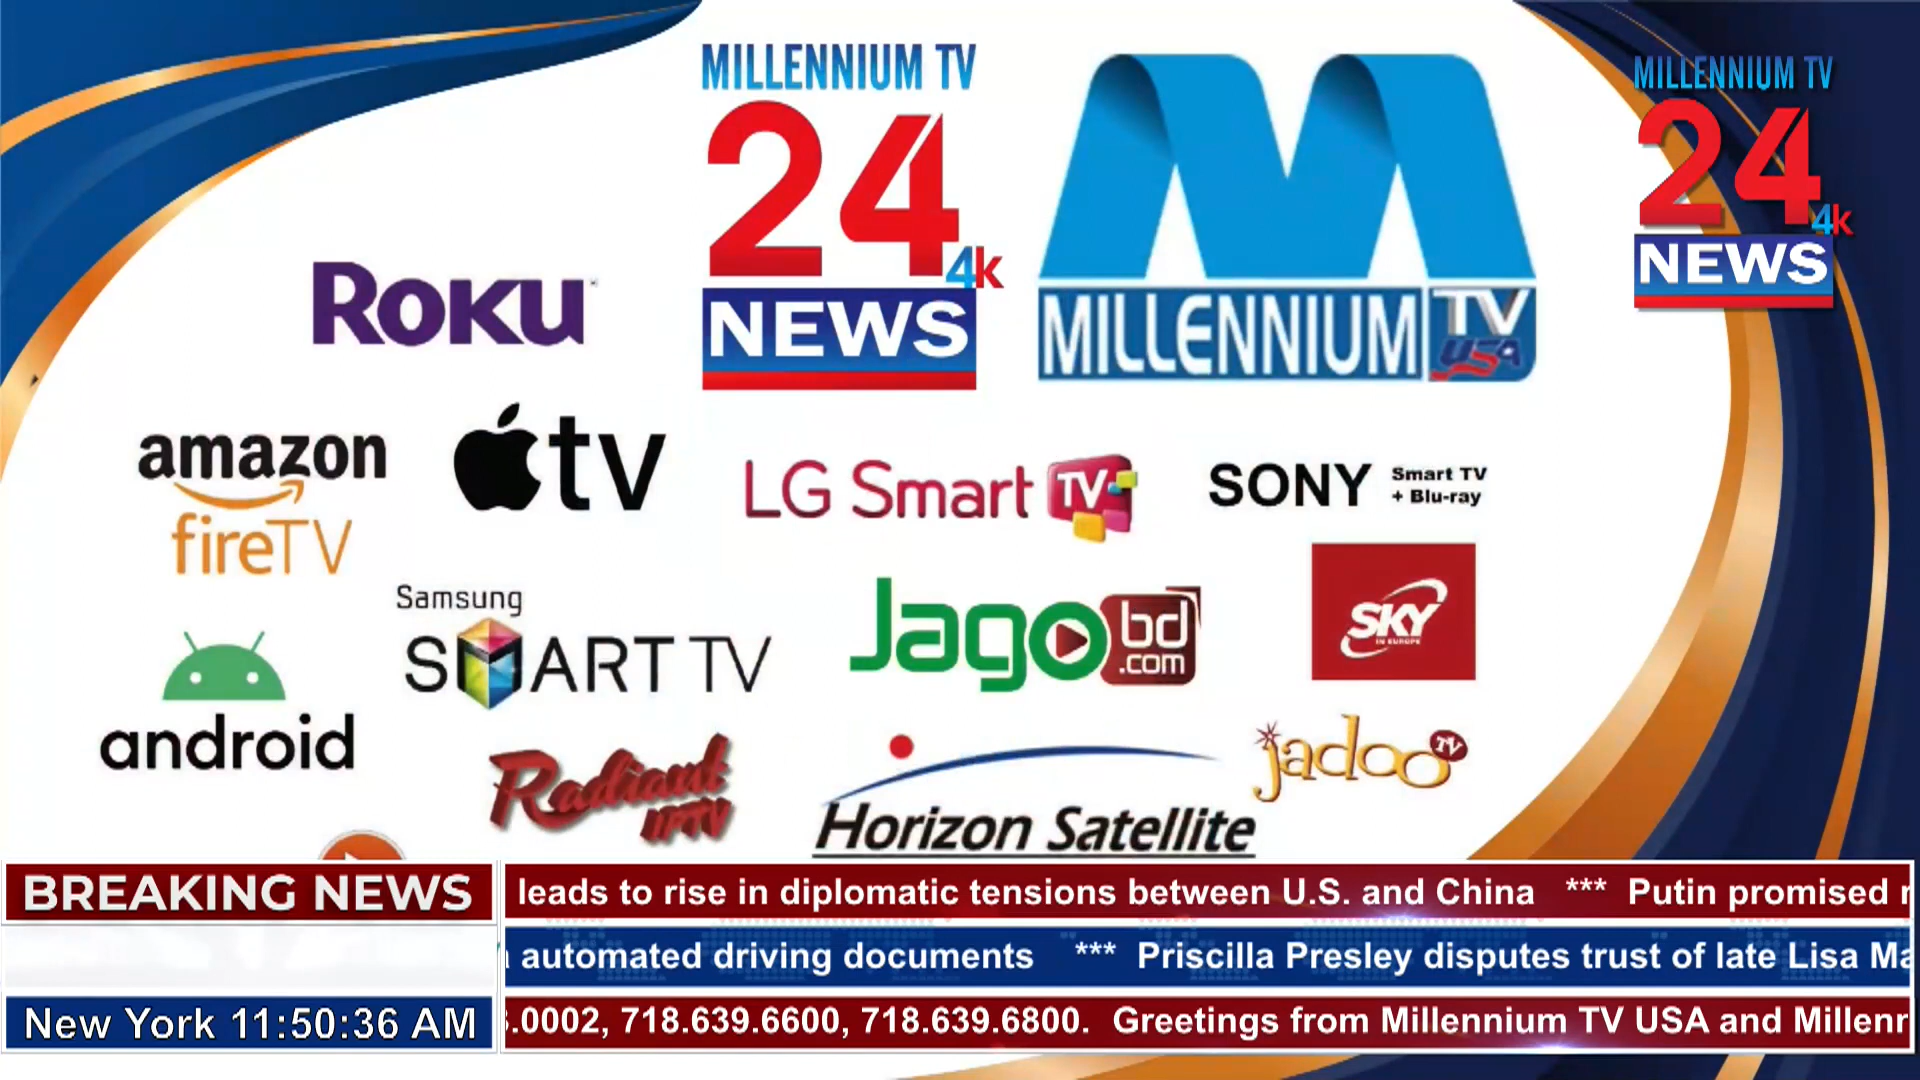 MILLENNIUM TV
24
4k
NEWS
MILLENNIUM TV
USA
MILLENNIUM TV
24
4k
NEWS
ROKU
amazon
fireTV
tv
LG Smart TV
SONY Smart TV
+ Blu-ray
Samsung
SMART TV
Jagobd
.com
SKY
IN EUROPE
android
Radiant
IPTV
Horizon Satellite
jadoo TV
BREAKING NEWS
leads to rise in diplomatic tensions between U.S. and China *** Putin promised
automated driving documents *** Priscilla Presley disputes trust of late Lisa Ma
New York 11:50:36 AM
.0002, 718.639.6600, 718.639.6800. Greetings from Millennium TV USA and Millenn